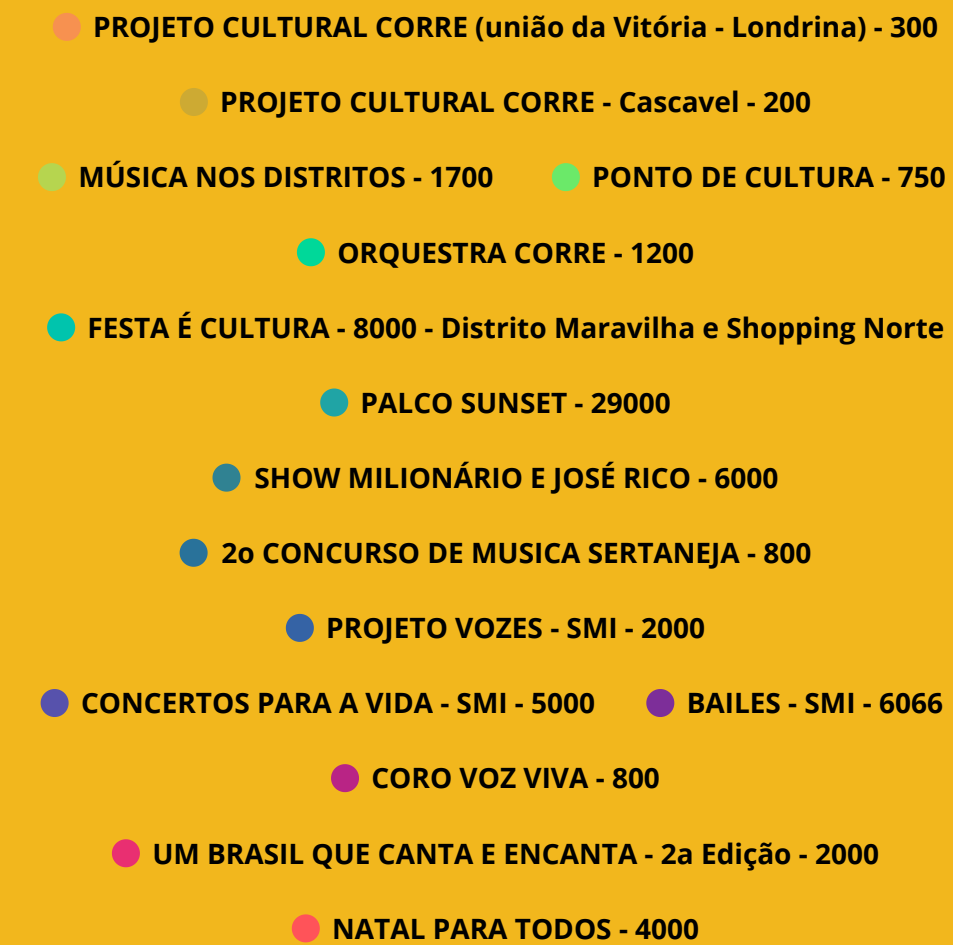 PROJETO CULTURAL CORRE (união da Vitória - Londrina) - 300
PROJETO CULTURAL CORRE - Cascavel - 200
MÚSICA NOS DISTRITOS - 1700 PONTO DE CULTURA - 750
ORQUESTRA CORRE - 1200
FESTA É CULTURA - 8000 - Distrito Maravilha e Shopping Norte
PALCO SUNSET - 29000
SHOW MILIONÁRIO E JOSÉ RICO - 6000
2o CONCURSO DE MUSICA SERTANEJA - 800
PROJETO VOZES - SMI - 2000
CONCERTOS PARA A VIDA - SMI - 5000 BAILES - SMI - 6066
CORO VOZ VIVA - 800
UM BRASIL QUE CANTA E ENCANTA - 2a Edição - 2000
NATAL PARA TODOS - 4000